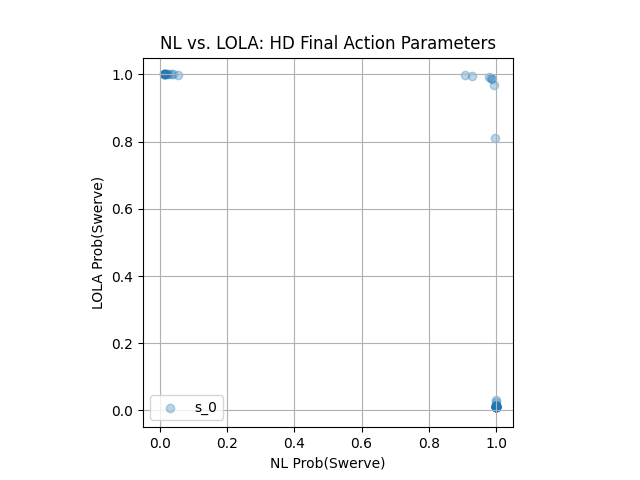 NL vs. LOLA: HD Final Action Parameters
LOLA Prob(Swerve)
1.0
0.8
0.6
0.4
0.2
0.0
s_0
0.0 0.2 0.4 0.6 0.8 1.0
NL Prob(Swerve)